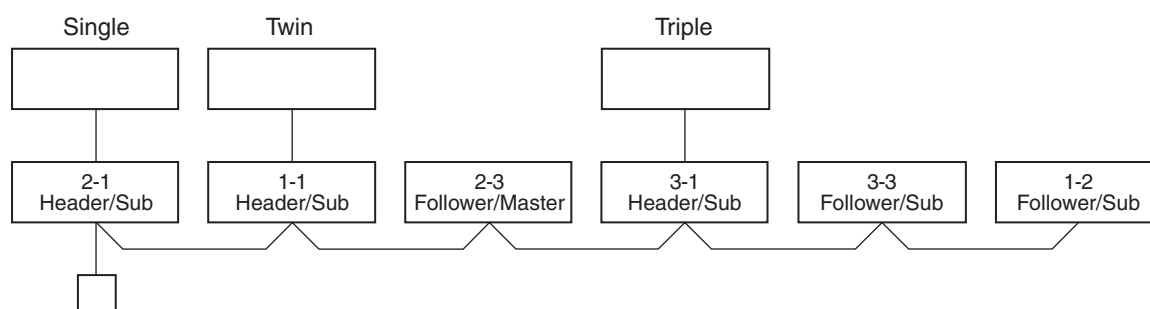 Single
Twin
Triple
2-1
Header/Sub
1-1
Header/Sub
2-3
Follower/Master
3-1
Header/Sub
3-3
Follower/Sub
1-2
Follower/Sub